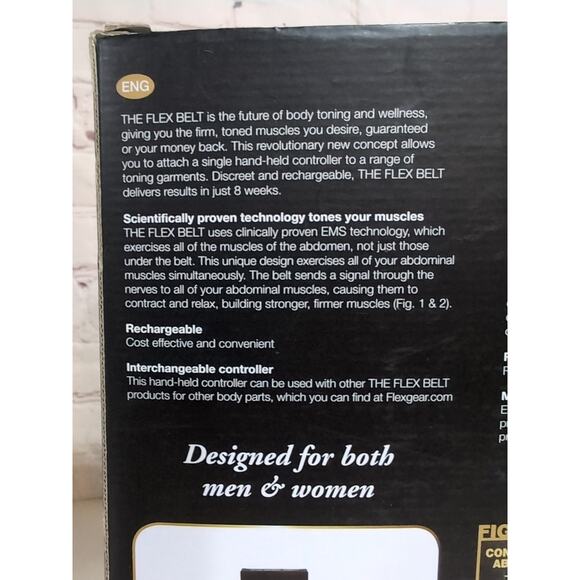 ENG
THE FLEX BELT is the future of body toning and wellness,
giving you the firm, toned muscles you desire, guaranteed
or your money back. This revolutionary new concept allows
you to attach a single hand-held controller to a range of
toning garments. Discreet and rechargeable, THE FLEX BELT
delivers results in just 8 weeks.
Scientifically proven technology tones your muscles
THE FLEX BELT uses clinically proven EMS technology, which
exercises all of the muscles of the abdomen, not just those
under the belt. This unique design exercises all of your abdominal
muscles simultaneously. The belt sends a signal through the
nerves to all of your abdominal muscles, causing them to
contract and relax, building stronger, firmer muscles (Fig. 1 & 2).
Rechargeable
Cost effective and convenient
Interchangeable controller
This hand-held controller can be used with other THE FLEX BELT
products for other body parts, which you can find at Flexgear.com
Designed for both
men & women
FIG
CON
AB